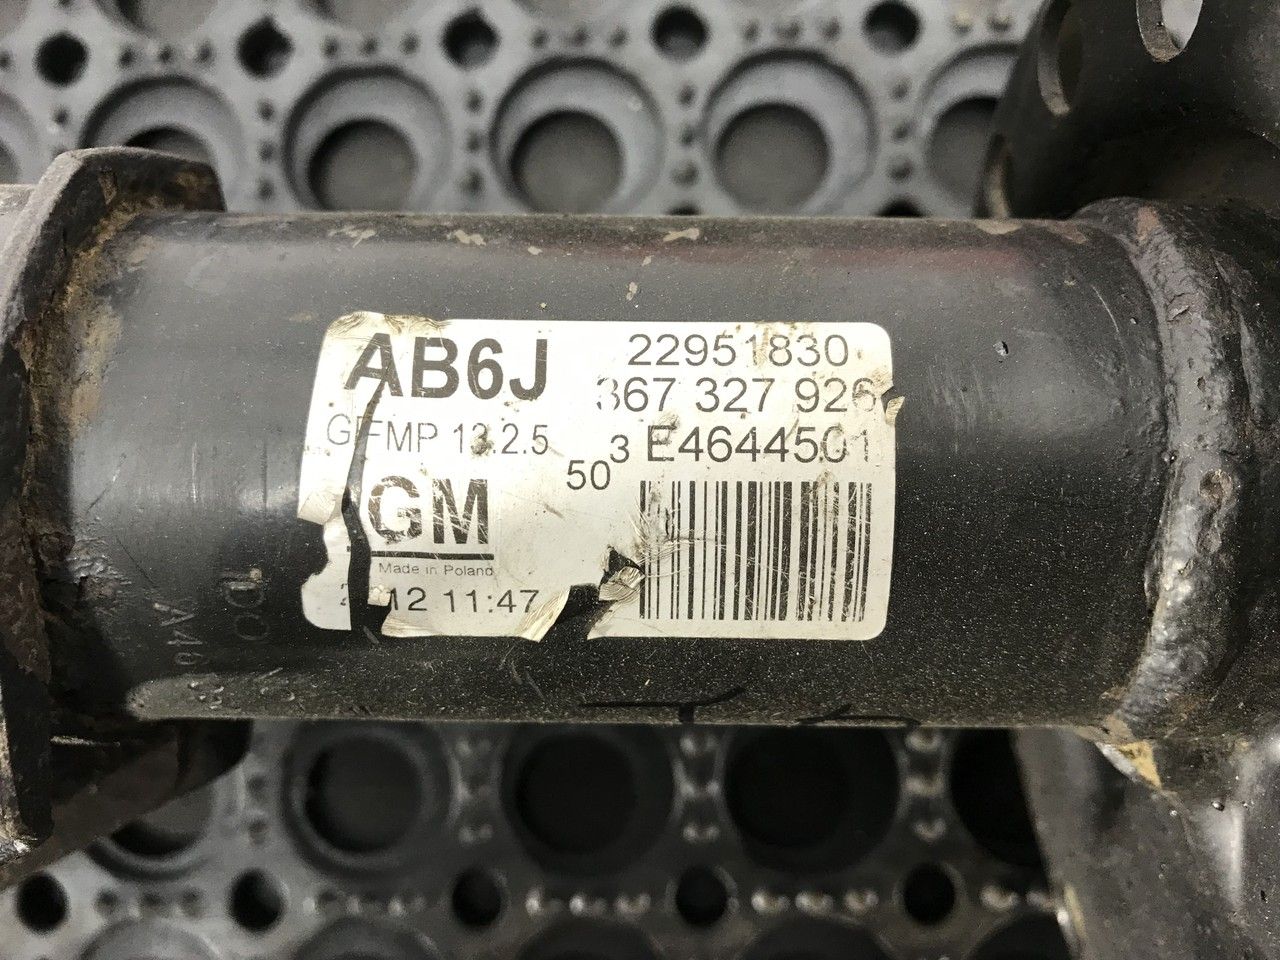 AB6J
22951830
367 327 926
GFMP 13.2.5
50 3 E4644501
GM
Made in Poland
12 11:47